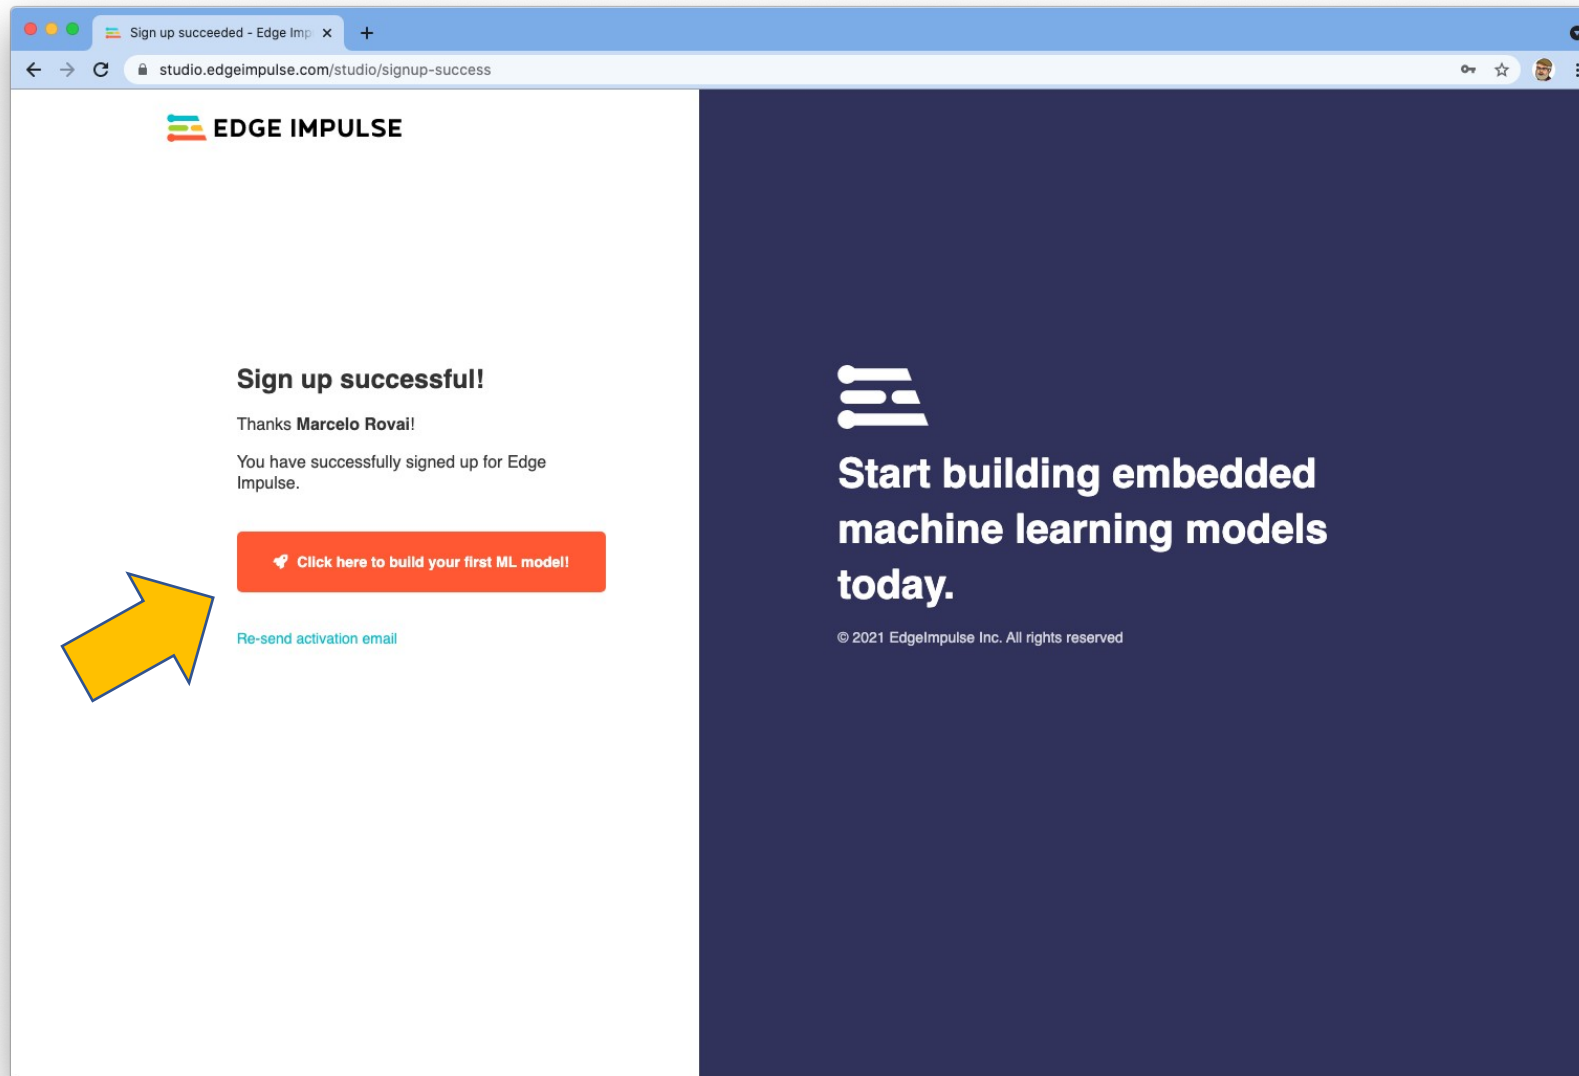 Sign up succeeded - Edge Imp
studio.edgeimpulse.com/studio/signup-success
EDGE IMPULSE
Sign up successful!
Thanks Marcelo Rovai!
You have successfully signed up for Edge
Impulse.
Click here to build your first ML model!
Re-send activation email
Start building embedded
machine learning models
today.
© 2021 EdgeImpulse Inc. All rights reserved